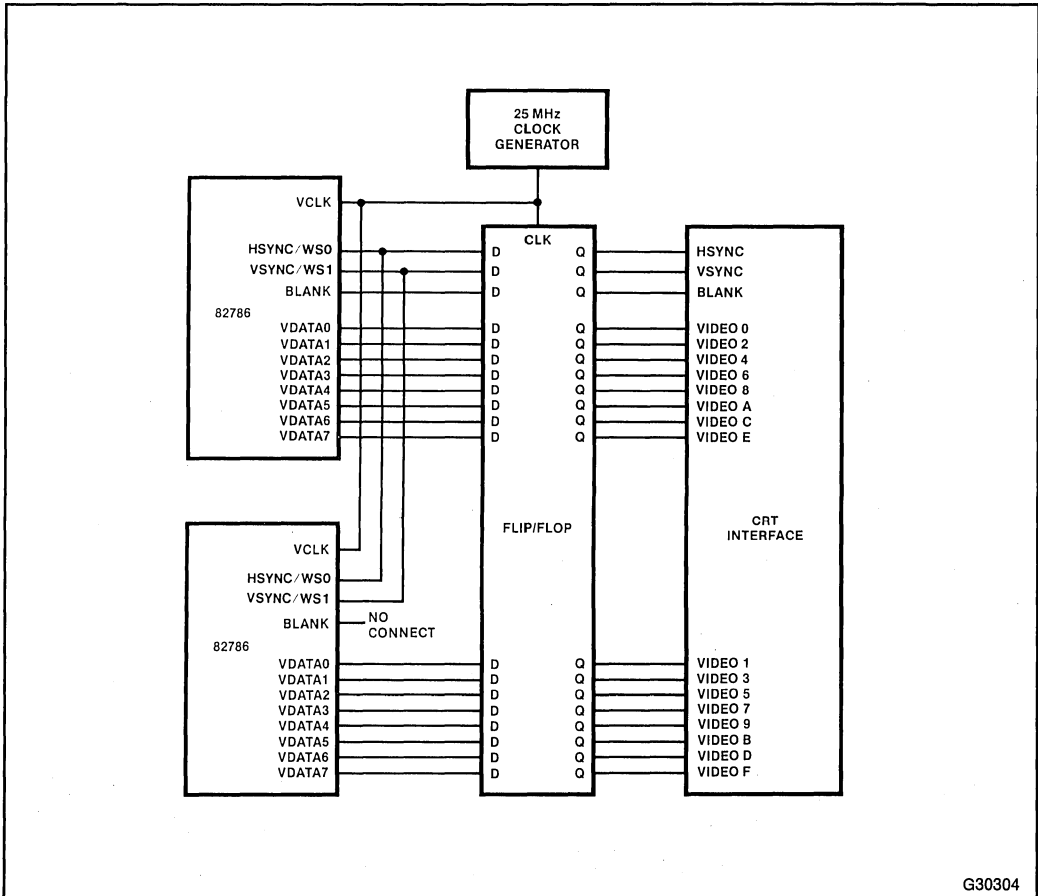 25 MHz
CLOCK
GENERATOR
VCLK
HSYNC/WS0
VSYNC/WS1
BLANK
82786
VDATA0
VDATA1
VDATA2
VDATA3
VDATA4
VDATA5
VDATA6
VDATA7
VCLK
HSYNC/WS0
VSYNC/WS1
BLANK
NO
CONNECT
82786
VDATA0
VDATA1
VDATA2
VDATA3
VDATA4
VDATA5
VDATA6
VDATA7
CLK
D Q
D Q
D Q
D Q
D Q
D Q
D Q
D Q
D Q
D Q
D Q
FLIP/FLOP
D Q
D Q
D Q
D Q
D Q
D Q
D Q
D Q
HSYNC
VSYNC
BLANK
VIDEO 0
VIDEO 2
VIDEO 4
VIDEO 6
VIDEO 8
VIDEO A
VIDEO C
VIDEO E
CRT
INTERFACE
VIDEO 1
VIDEO 3
VIDEO 5
VIDEO 7
VIDEO 9
VIDEO B
VIDEO D
VIDEO F
G30304